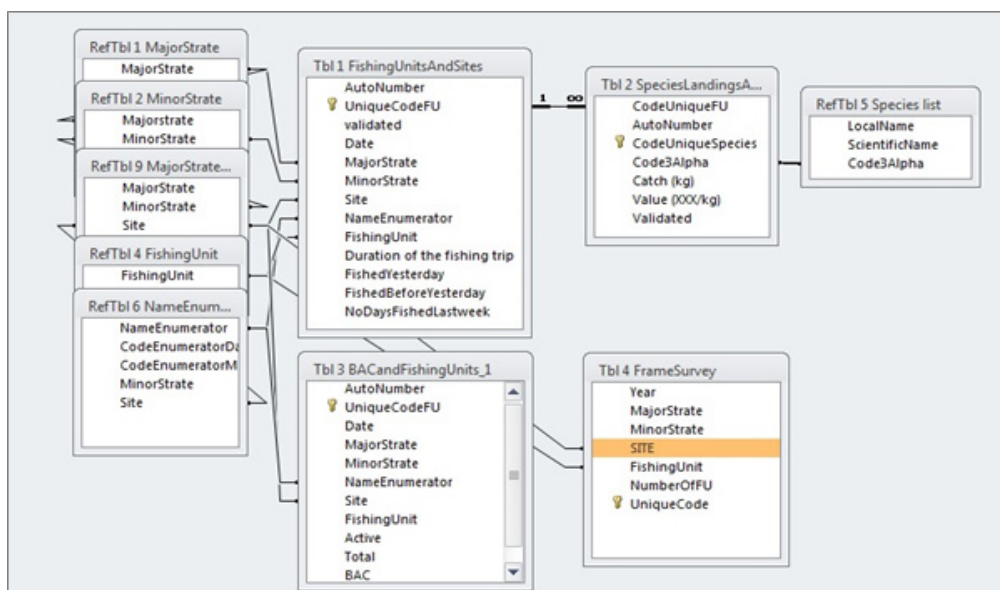 RefTbl 1 MajorStrate
MajorStrate
RefTbl 2 MinorStrate
Majorstrate
MinorStrate
RefTbl 9 MajorStrate...
MajorStrate
MinorStrate
Site
RefTbl 4 FishingUnit
FishingUnit
RefTbl 6 NameEnum...
NameEnumerator
CodeEnumeratorDa
CodeEnumeratorM
MinorStrate
Site
Tbl 1 FishingUnitsAndSites
AutoNumber
UniqueCodeFU
validated
Date
MajorStrate
MinorStrate
Site
NameEnumerator
FishingUnit
Duration of the fishing trip
FishedYesterday
FishedBeforeYesterday
NoDaysFishedLastweek
1 ∞
Tbl 2 SpeciesLandingsA...
CodeUniqueFU
AutoNumber
CodeUniqueSpecies
Code3Alpha
Catch (kg)
Value (XXX/kg)
Validated
RefTbl 5 Species list
LocalName
ScientificName
Code3Alpha
Tbl 3 BACandFishingUnits_1
AutoNumber
UniqueCodeFU
Date
MajorStrate
MinorStrate
NameEnumerator
Site
FishingUnit
Active
Total
BAC
Tbl 4 FrameSurvey
Year
MajorStrate
MinorStrate
SITE
FishingUnit
NumberOfFU
UniqueCode